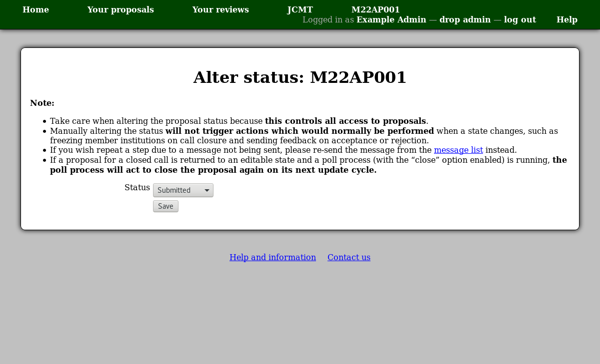 Home Your proposals Your reviews JCMT M22AP001
Logged in as Example Admin — drop admin — log out Help
Alter status: M22AP001
Note:
• Take care when altering the proposal status because this controls all access to proposals.
• Manually altering the status will not trigger actions which would normally be performed when a state changes, such as
freezing member institutions on call closure and sending feedback on acceptance or rejection.
• If you wish repeat a step due to a message not being sent, please re-send the message from the message list instead.
• If a proposal for a closed call is returned to an editable state and a poll process (with the “close” option enabled) is running, the
poll process will act to close the proposal again on its next update cycle.
Status Submitted
Save
Help and information Contact us